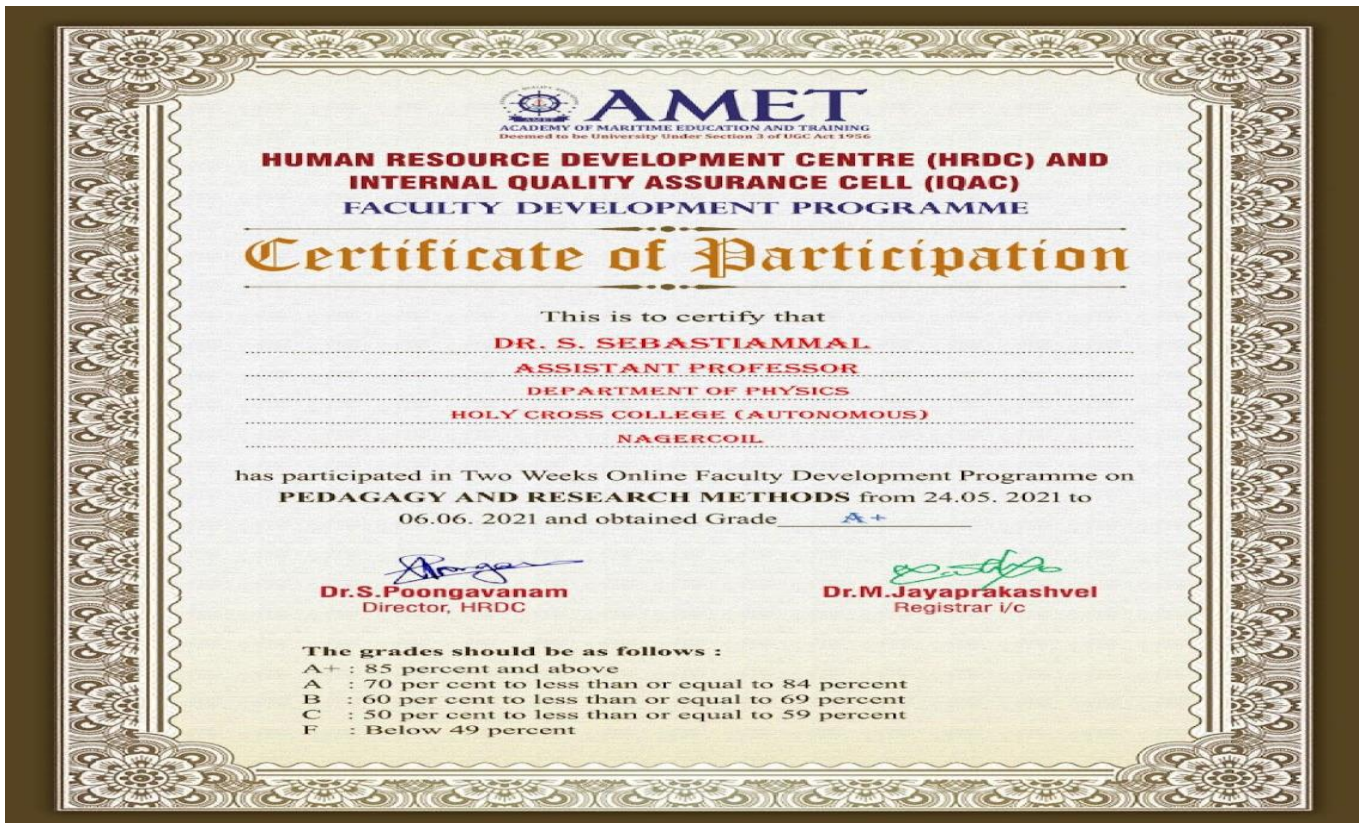 AMET
ACADEMY OF MARITIME EDUCATION AND TRAINING
Deemed to be University Under Section 3 of UGC Act 1956
HUMAN RESOURCE DEVELOPMENT CENTRE (HRDC) AND
INTERNAL QUALITY ASSURANCE CELL (IQAC)
FACULTY DEVELOPMENT PROGRAMME
Certificate of Participation
This is to certify that
DR. S. SEBASTIAMMAL
ASSISTANT PROFESSOR
DEPARTMENT OF PHYSICS
HOLY CROSS COLLEGE (AUTONOMOUS)
NAGERCOIL
has participated in Two Weeks Online Faculty Development Programme on
PEDAGAGY AND RESEARCH METHODS from 24.05. 2021 to
06.06. 2021 and obtained Grade A+
Dr.S.Poongavanam Dr.M.Jayaprakashvel
Director, HRDC Registrar i/c
The grades should be as follows :
A+ : 85 percent and above
A : 70 per cent to less than or equal to 84 percent
B : 60 per cent to less than or equal to 69 percent
C : 50 per cent to less than or equal to 59 percent
F : Below 49 percent